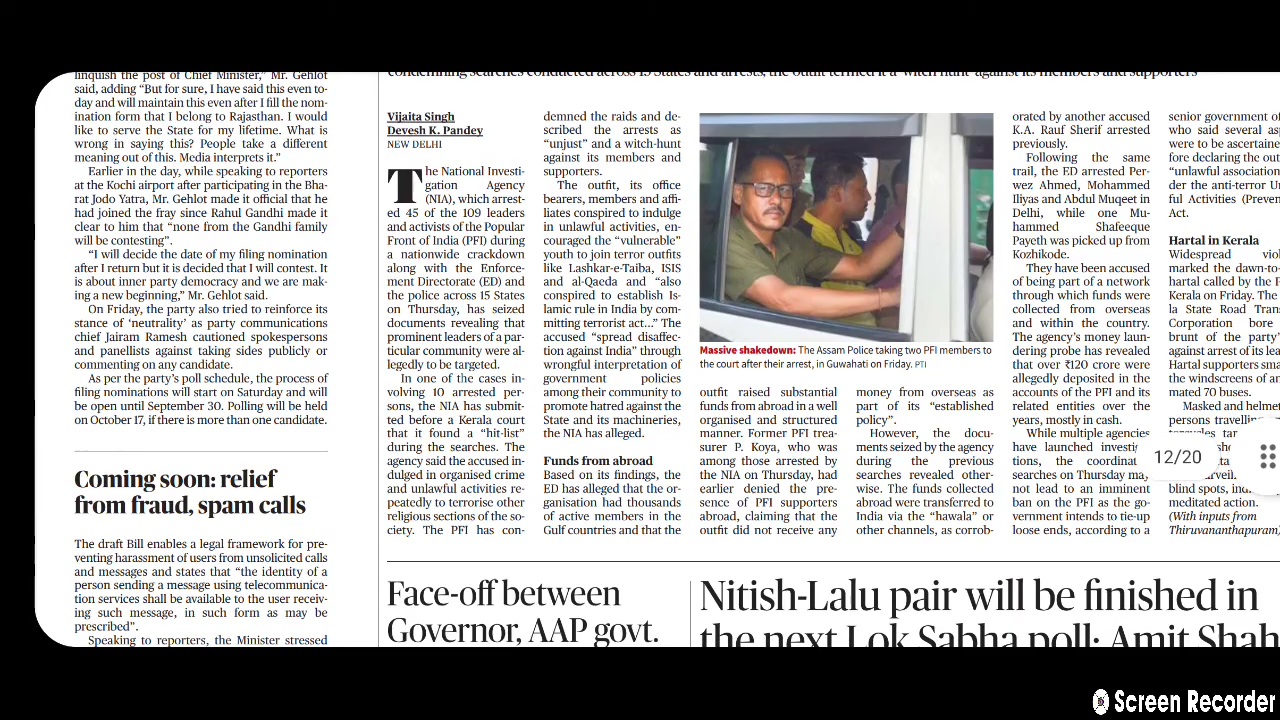 linquish the post of Chief Minister," Mr. Gehlot
said, adding "But for sure, I have said this even to-
day and will maintain this even after I fill the nom-
ination form that I belong to Rajasthan. I would
like to serve the State for my lifetime. What is
wrong in saying this? People take a different
meaning out of this. Media interprets it."
Earlier in the day, while speaking to reporters
at the Kochi airport after participating in the Bha-
rat Jodo Yatra, Mr. Gehlot made it official that he
had joined the fray since Rahul Gandhi made it
clear to him that "none from the Gandhi family
will be contesting".
"I will decide the date of my filing nomination
after I return but it is decided that I will contest. It
is about inner party democracy and we are mak-
ing a new beginning," Mr. Gehlot said.
On Friday, the party also tried to reinforce its
stance of 'neutrality' as party communications
chief Jairam Ramesh cautioned spokespersons
and panellists against taking sides publicly or
commenting on any candidate.
As per the party's poll schedule, the process of
filing nominations will start on Saturday and will
be open until September 30. Polling will be held
on October 17, if there is more than one candidate.
Coming soon: relief
from fraud, spam calls
The draft Bill enables a legal framework for pre-
venting harassment of users from unsolicited calls
and messages and states that "the identity of a
person sending a message using telecommunica-
tion services shall be available to the user receiv-
ing such message, in such form as may be
prescribed".
Speaking to reporters, the Minister stressed
condemning searches conducted across 15 States and arrests, the outfit termed it a 'witch hunt' against its members and supporters
Vijaita Singh
Devesh K. Pandey
NEW DELHI
The National Investi-
gation Agency
(NIA), which arrest-
ed 45 of the 109 leaders
and activists of the Popular
Front of India (PFI) during
a nationwide crackdown
along with the Enforce-
ment Directorate (ED) and
the police across 15 States
on Thursday, has seized
documents revealing that
prominent leaders of a par-
ticular community were al-
legedly to be targeted.
In one of the cases in-
volving 10 arrested per-
sons, the NIA has submit-
ted before a Kerala court
that it found a "hit-list"
during the searches. The
agency said the accused in-
dulged in organised crime
and unlawful activities re-
peatedly to terrorise other
religious sections of the so-
ciety. The PFI has con-
demned the raids and de-
scribed the arrests as
"unjust" and a witch-hunt
against its members and
supporters.
The outfit, its office
bearers, members and affi-
liates conspired to indulge
in unlawful activities, en-
couraged the "vulnerable"
youth to join terror outfits
like Lashkar-e-Taiba, ISIS
and al-Qaeda and "also
conspired to establish Is-
lamic rule in India by com-
mitting terrorist act..." The
accused "spread disaffec-
tion against India" through
wrongful interpretation of
government policies
among their community to
promote hatred against the
State and its machineries,
the NIA has alleged.
Funds from abroad
Based on its findings, the
ED has alleged that the or-
ganisation had thousands
of active members in the
Gulf countries and that the
Massive shakedown: The Assam Police taking two PFI members to
the court after their arrest, in Guwahati on Friday. PTI
outfit raised substantial
funds from abroad in a well
organised and structured
manner. Former PFI trea-
surer P. Koya, who was
among those arrested by
the NIA on Thursday, had
earlier denied the pre-
sence of PFI supporters
abroad, claiming that the
outfit did not receive any
money from overseas as
part of its "established
policy".
However, the docu-
ments seized by the agency
during the previous
searches revealed other-
wise. The funds collected
abroad were transferred to
India via the "hawala" or
other channels, as corrob-
orated by another accused
K.A. Rauf Sherif arrested
previously.
Following the same
trail, the ED arrested Per-
wez Ahmed, Mohammed
Iliyas and Abdul Muqeet in
Delhi, while one Mu-
hammed Shafeeque
Payeth was picked up from
Kozhikode.
They have been accused
of being part of a network
through which funds were
collected from overseas
and within the country.
The agency's money laun-
dering probe has revealed
that over ₹120 crore were
allegedly deposited in the
accounts of the PFI and its
related entities over the
years, mostly in cash.
While multiple agencies
have launched investig
tions, the coordinat
searches on Thursday may
not lead to an imminent
ban on the PFI as the go-
vernment intends to tie-up
loose ends, according to a
senior government of
who said several as
were to be ascertaine
fore declaring the ou
"unlawful association
der the anti-terror U
ful Activities (Preven
Act.
Hartal in Kerala
Widespread viol
marked the dawn-to-
hartal called by the P
Kerala on Friday. The
la State Road Trans
Corporation bore
brunt of the party'
against arrest of its lea
Hartal supporters sma
the windscreens of an
mated 70 buses.
Masked and helmet
persons travelling
tar
blind spots,
meditated action.
(With inputs from
Thiruvananthapuram)
12/20
Face-off between
Governor, AAP govt.
Nitish-Lalu pair will be finished in
the next Lok Sabha poll: Amit Shah
Screen Recorder